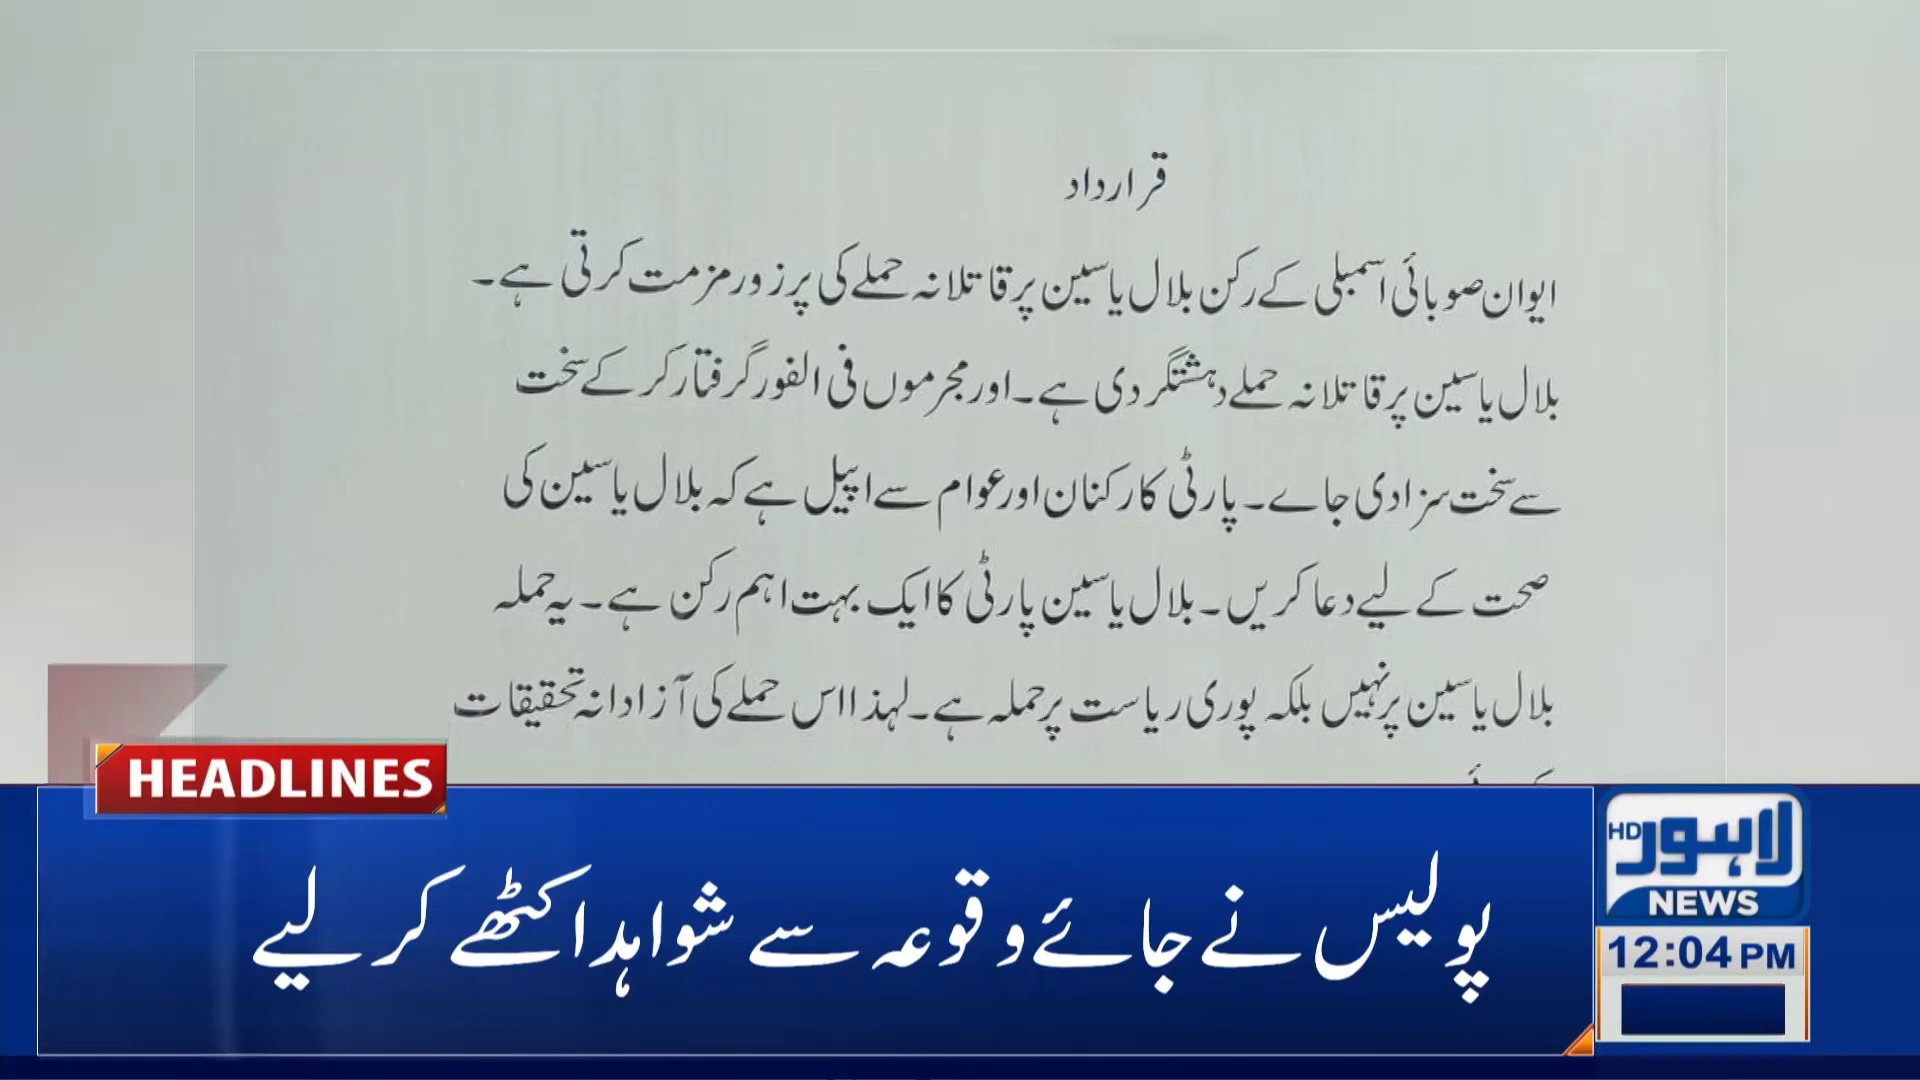 قرارداد
ایوان صوبائی اسمبلی کے رکن بلال یاسین پر قاتلانہ حملے کی پرزور مزمت کرتی ہے۔
بلال یاسین پر قاتلانہ حملے دہشتگردی ہے۔ اور مجرموں فی الفور گرفتار کر کے سخت
سے سخت سزا دی جاے۔ پارٹی کارکنان اور عوام سے اپیل ہے کہ بلال یاسین کی
صحت کے لیے دعا کریں۔ بلال یاسین پارٹی کا ایک بہت اہم رکن ہے۔ یہ حملہ
بلال یاسین پر نہیں بلکہ پوری ریاست پر حملہ ہے۔ لہذا اس حملے کی آزادانہ تحقیقات
HEADLINES
پولیس نے جائے وقوعہ سے شواہد اکٹھے کر لیے
لاہور HD
NEWS
12:04 PM